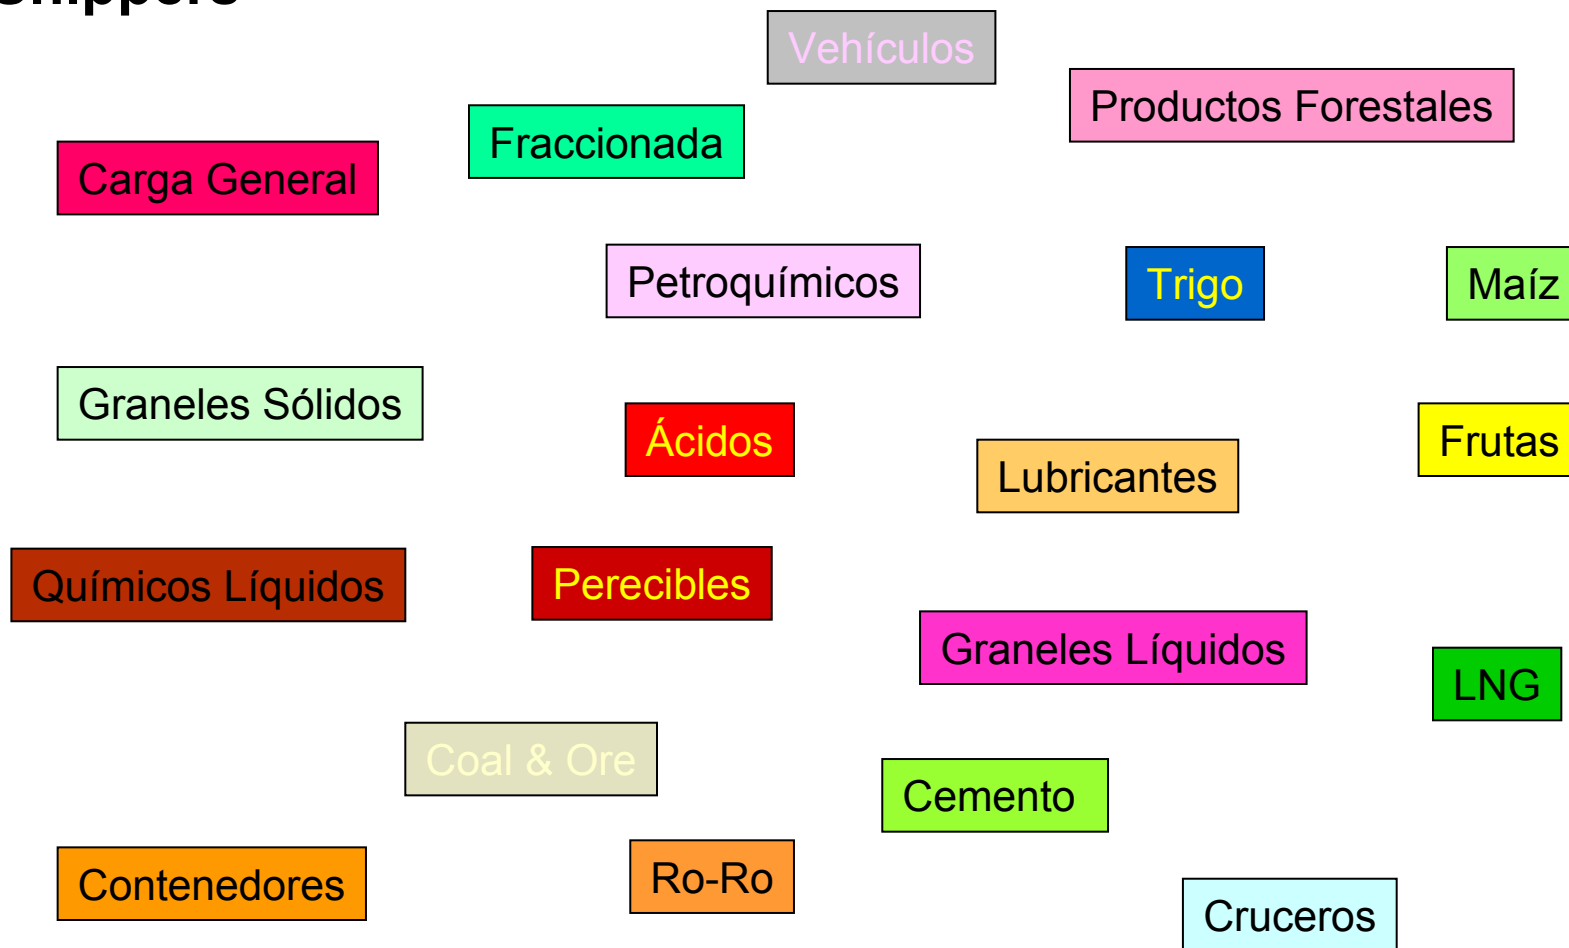 Shippers
Vehículos
Productos Forestales
Fraccionada
Carga General
Petroquímicos
Trigo
Maíz
Graneles Sólidos
Ácidos
Frutas
Lubricantes
Químicos Líquidos
Perecibles
Graneles Líquidos
LNG
Coal & Ore
Cemento
Contenedores
Ro-Ro
Cruceros